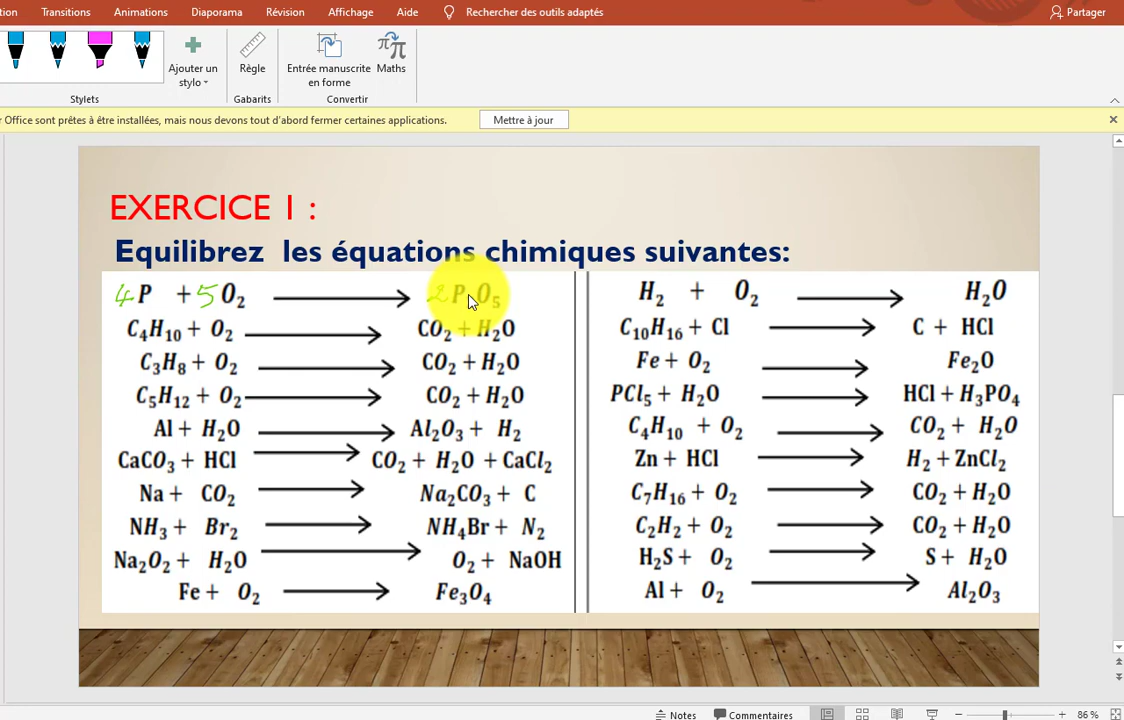 tion Transitions Animations Diaporama Révision Affichage Aide Rechercher des outils adaptés Partager
Ajouter un stylo Règle Entrée manuscrite en forme Maths
Stylets Gabarits Convertir
r Office sont prêtes à être installées, mais nous devons tout d'abord fermer certaines applications. Mettre à jour
EXERCICE 1 :
Equilibrez les équations chimiques suivantes:
4P + 5O₂ ⟶ 2P₂O₅
C₄H₁₀ + O₂ ⟶ CO₂ + H₂O
C₃H₈ + O₂ ⟶ CO₂ + H₂O
C₅H₁₂ + O₂ ⟶ CO₂ + H₂O
Al + H₂O ⟶ Al₂O₃ + H₂
CaCO₃ + HCl ⟶ CO₂ + H₂O + CaCl₂
Na + CO₂ ⟶ Na₂CO₃ + C
NH₃ + Br₂ ⟶ NH₄Br + N₂
Na₂O₂ + H₂O ⟶ O₂ + NaOH
Fe + O₂ ⟶ Fe₃O₄
H₂ + O₂ ⟶ H₂O
C₁₀H₁₆ + Cl ⟶ C + HCl
Fe + O₂ ⟶ Fe₂O
PCl₅ + H₂O ⟶ HCl + H₃PO₄
C₄H₁₀ + O₂ ⟶ CO₂ + H₂O
Zn + HCl ⟶ H₂ + ZnCl₂
C₇H₁₆ + O₂ ⟶ CO₂ + H₂O
C₂H₂ + O₂ ⟶ CO₂ + H₂O
H₂S + O₂ ⟶ S + H₂O
Al + O₂ ⟶ Al₂O₃
Notes Commentaires 86 %